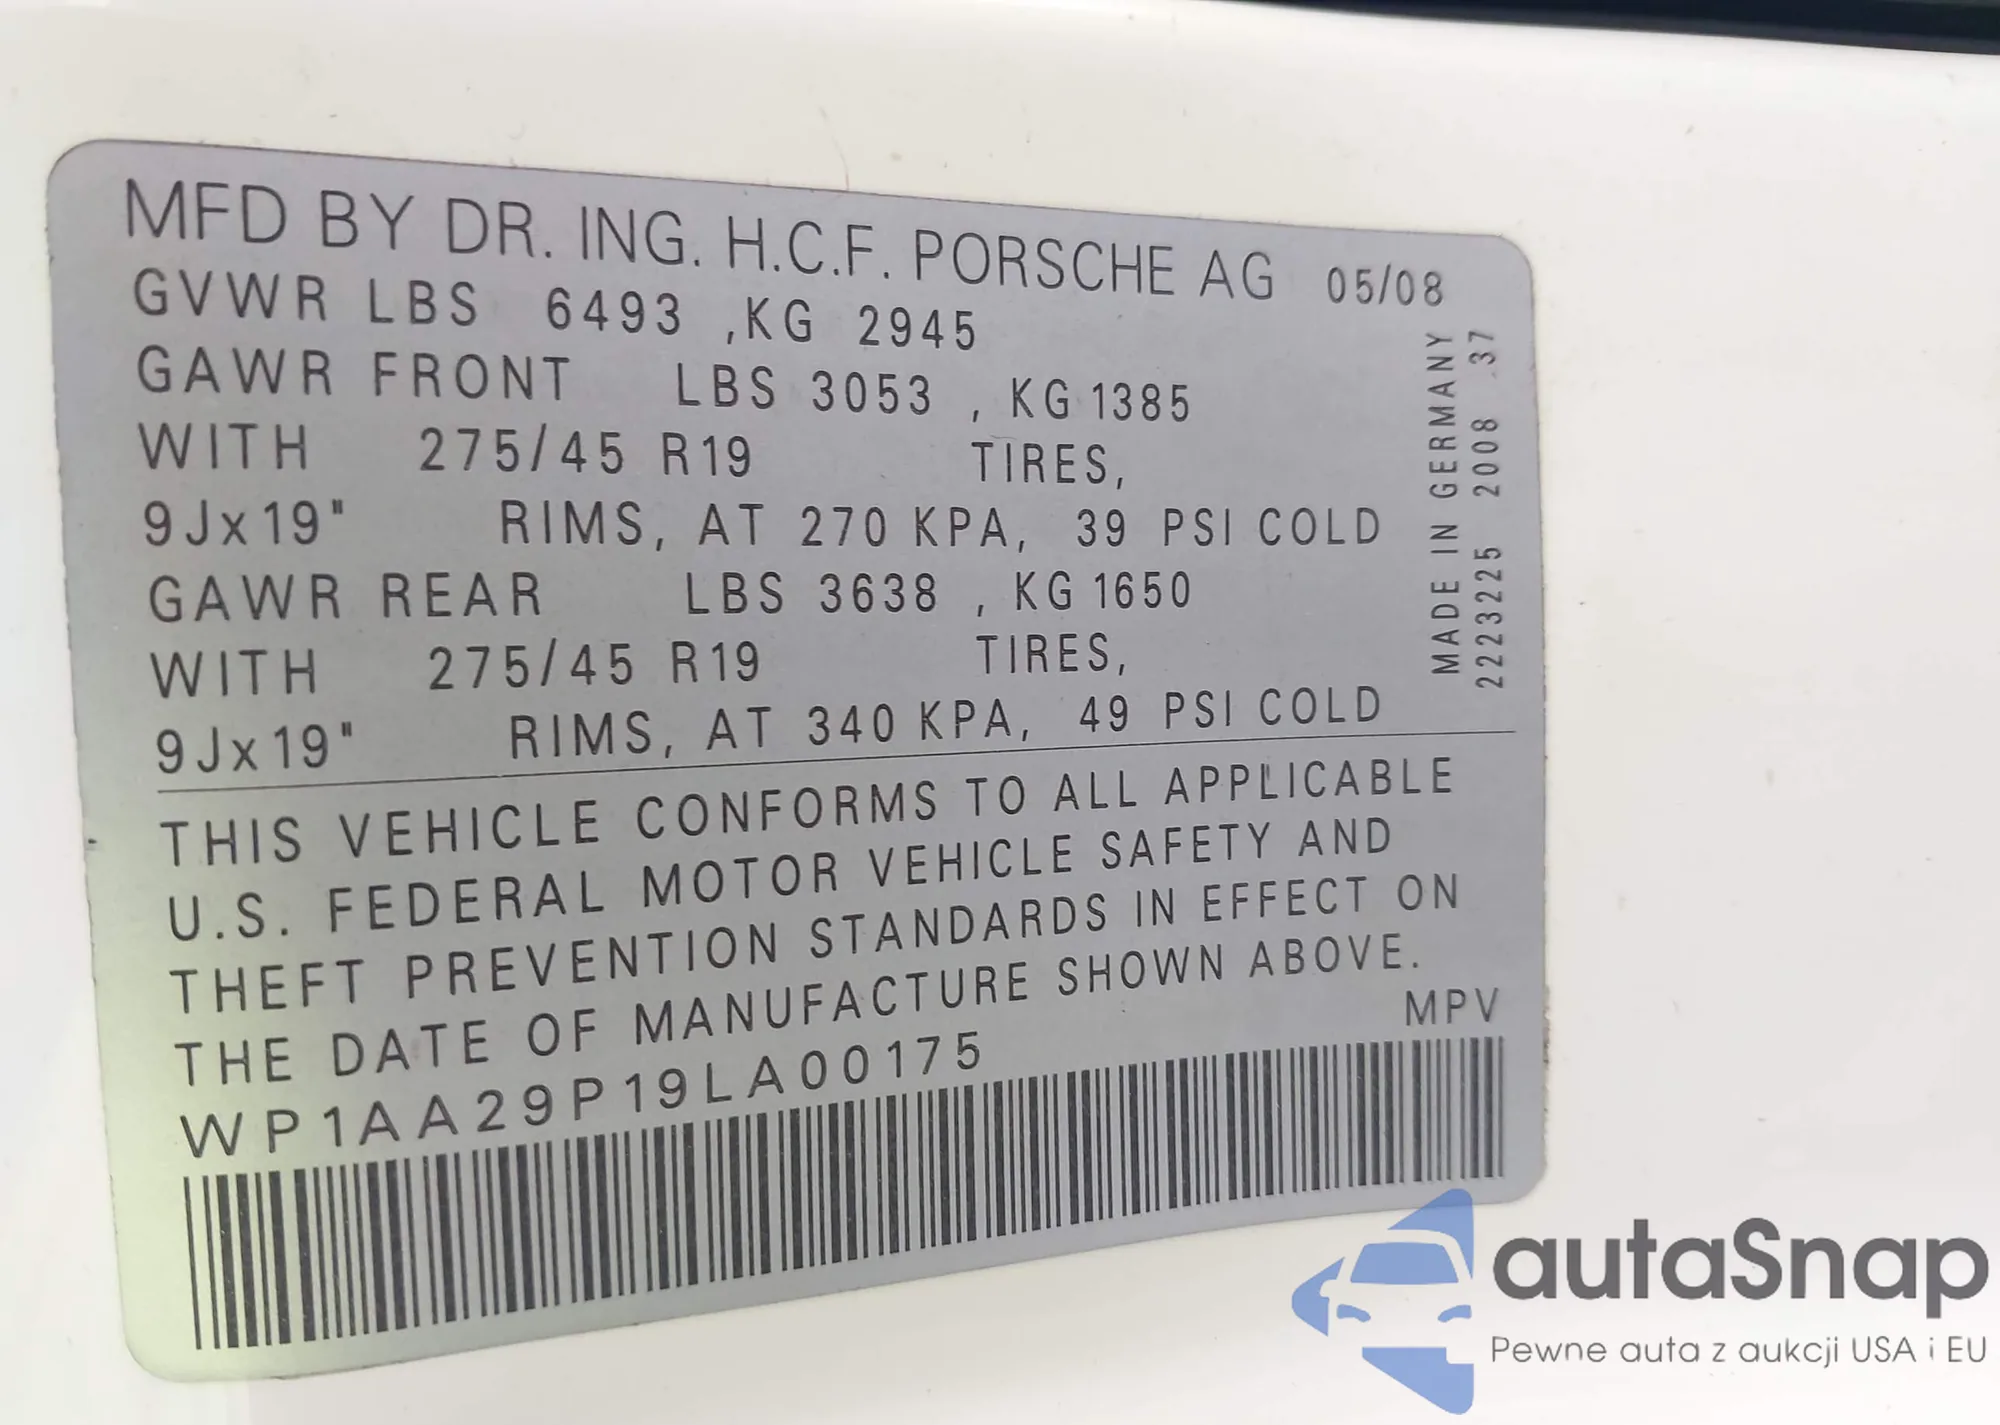 MFD BY DR. ING. H.C.F. PORSCHE AG 05/08
GVWR LBS 6493 ,KG 2945
GAWR FRONT LBS 3053 , KG 1385
WITH 275/45 R19 TIRES,
9Jx19" RIMS, AT 270 KPA, 39 PSI COLD
GAWR REAR LBS 3638 , KG 1650
WITH 275/45 R19 TIRES,
9Jx19" RIMS, AT 340 KPA, 49 PSI COLD
MADE IN GERMANY
2223225 2008 .37
THIS VEHICLE CONFORMS TO ALL APPLICABLE
U.S. FEDERAL MOTOR VEHICLE SAFETY AND
THEFT PREVENTION STANDARDS IN EFFECT ON
THE DATE OF MANUFACTURE SHOWN ABOVE.
MPV
WP1AA29P19LA00175
autaSnap
Pewne auta z aukcji USA i EU